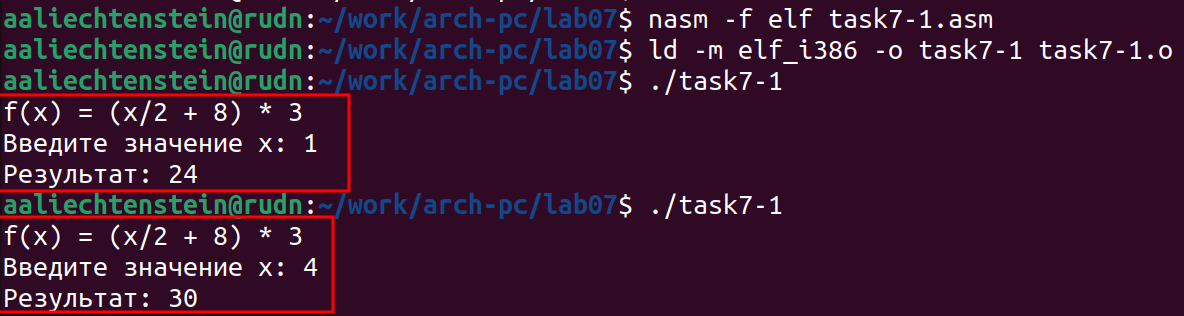 aaliechtenstein@rudn:~/work/arch-pc/lab07$ nasm -f elf task7-1.asm
aaliechtenstein@rudn:~/work/arch-pc/lab07$ ld -m elf_i386 -o task7-1 task7-1.o
aaliechtenstein@rudn:~/work/arch-pc/lab07$ ./task7-1
f(x) = (x/2 + 8) * 3
Введите значение x: 1
Результат: 24
aaliechtenstein@rudn:~/work/arch-pc/lab07$ ./task7-1
f(x) = (x/2 + 8) * 3
Введите значение x: 4
Результат: 30